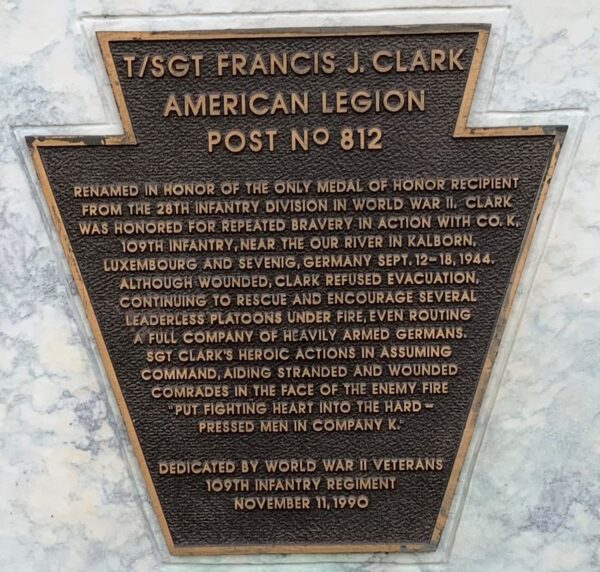 T/SGT FRANCIS J. CLARK
AMERICAN LEGION
POST No 812
RENAMED IN HONOR OF THE ONLY MEDAL OF HONOR RECIPIENT
FROM THE 28TH INFANTRY DIVISION IN WORLD WAR II. CLARK
WAS HONORED FOR REPEATED BRAVERY IN ACTION WITH CO. K,
109TH INFANTRY, NEAR THE OUR RIVER IN KALBORN,
LUXEMBOURG AND SEVENIG, GERMANY SEPT. 12-18, 1944.
ALTHOUGH WOUNDED, CLARK REFUSED EVACUATION,
CONTINUING TO RESCUE AND ENCOURAGE SEVERAL
LEADERLESS PLATOONS UNDER FIRE, EVEN ROUTING
A FULL COMPANY OF HEAVILY ARMED GERMANS.
SGT CLARK'S HEROIC ACTIONS IN ASSUMING
COMMAND, AIDING STRANDED AND WOUNDED
COMRADES IN THE FACE OF THE ENEMY FIRE
"PUT FIGHTING HEART INTO THE HARD-
PRESSED MEN IN COMPANY K."
DEDICATED BY WORLD WAR II VETERANS
109TH INFANTRY REGIMENT
NOVEMBER 11, 1990